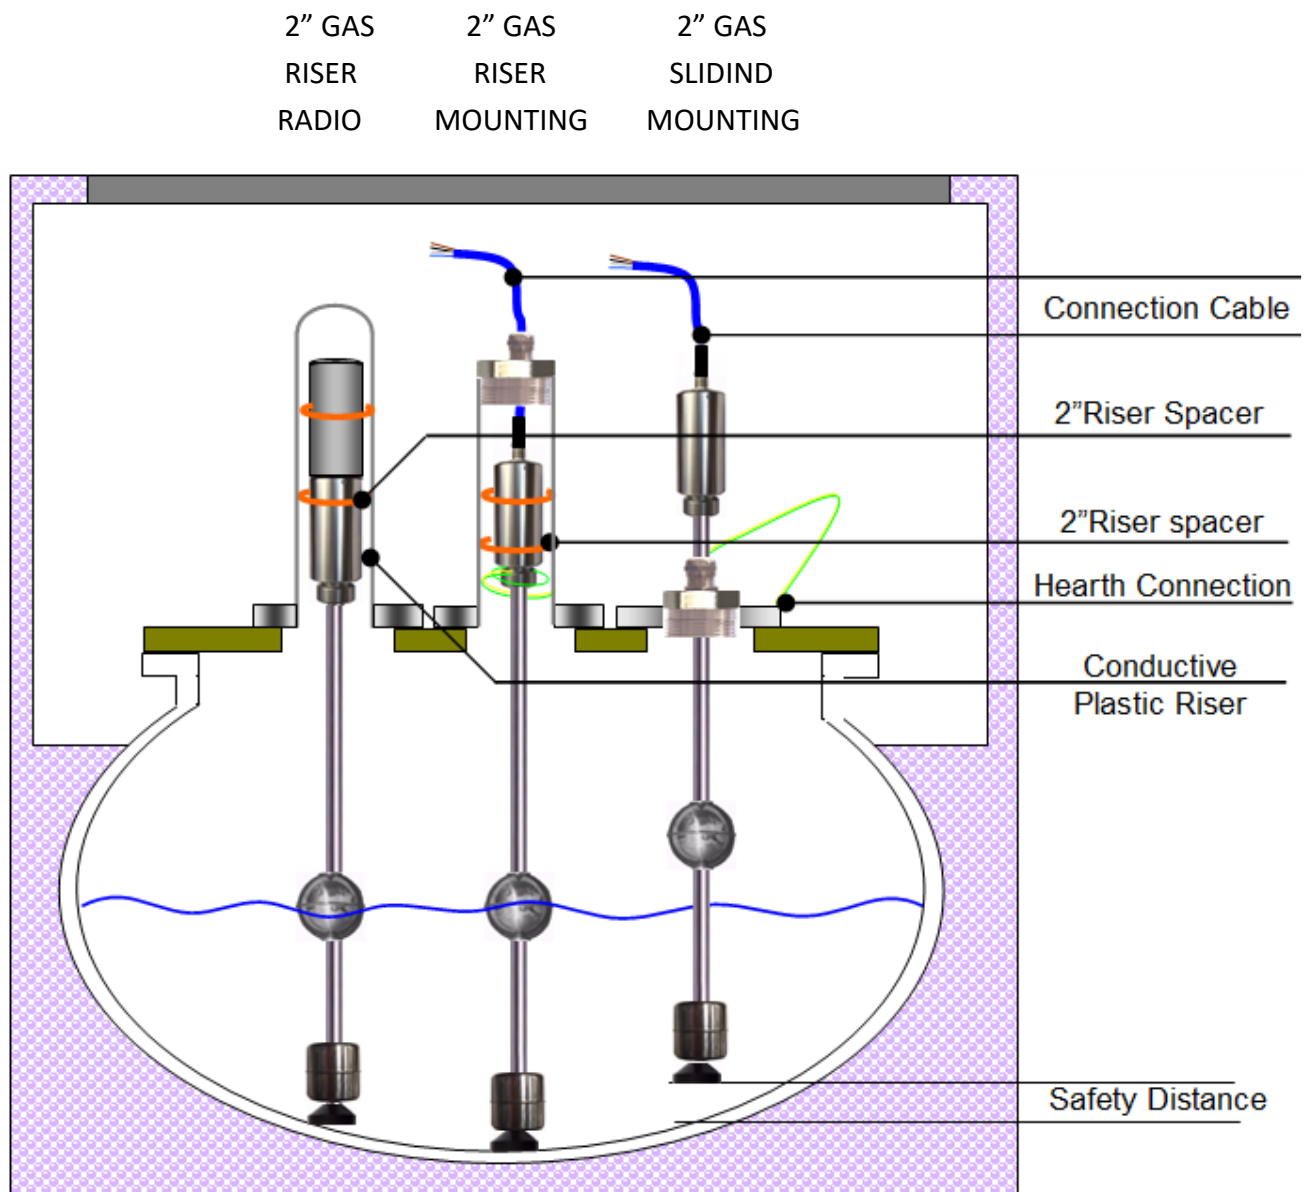 2” GAS RISER RADIO
2” GAS RISER MOUNTING
2” GAS SLIDIND MOUNTING
Connection Cable
2”Riser Spacer
2”Riser spacer
Hearth Connection
Conductive
Plastic Riser
Safety Distance